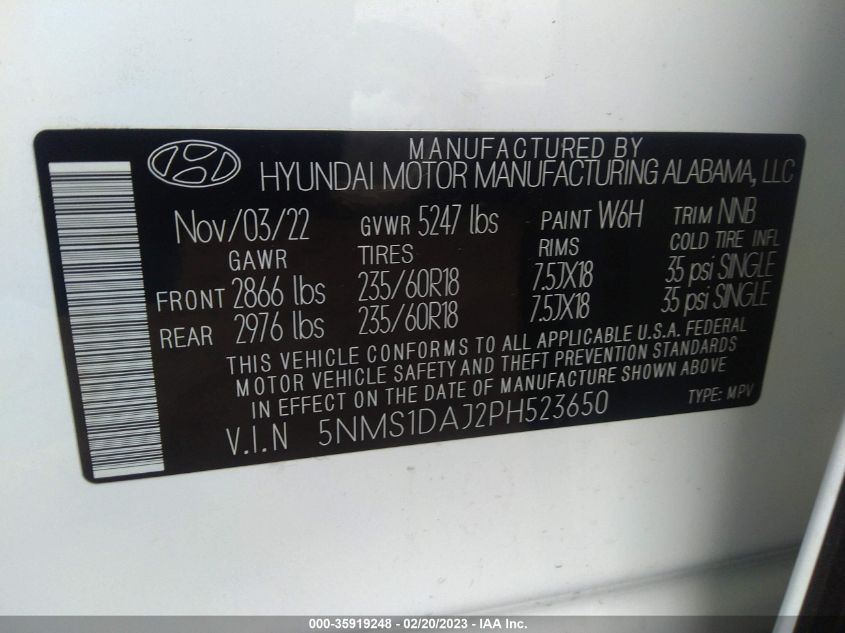 MANUFACTURED BY
HYUNDAI MOTOR MANUFACTURING ALABAMA, LLC
Nov/03/22 GVWR 5247 lbs PAINT W6H TRIM NNB
GAWR TIRES RIMS COLD TIRE INFL
FRONT 2866 lbs 235/60R18 7.5JX18 35 psi SINGLE
REAR 2976 lbs 235/60R18 7.5JX18 35 psi SINGLE
THIS VEHICLE CONFORMS TO ALL APPLICABLE U.S.A. FEDERAL
MOTOR VEHICLE SAFETY AND THEFT PREVENTION STANDARDS
IN EFFECT ON THE DATE OF MANUFACTURE SHOWN ABOVE
V.I.N 5NMS1DAJ2PH523650 TYPE: MPV
000-35919248 - 02/20/2023 - IAA Inc.